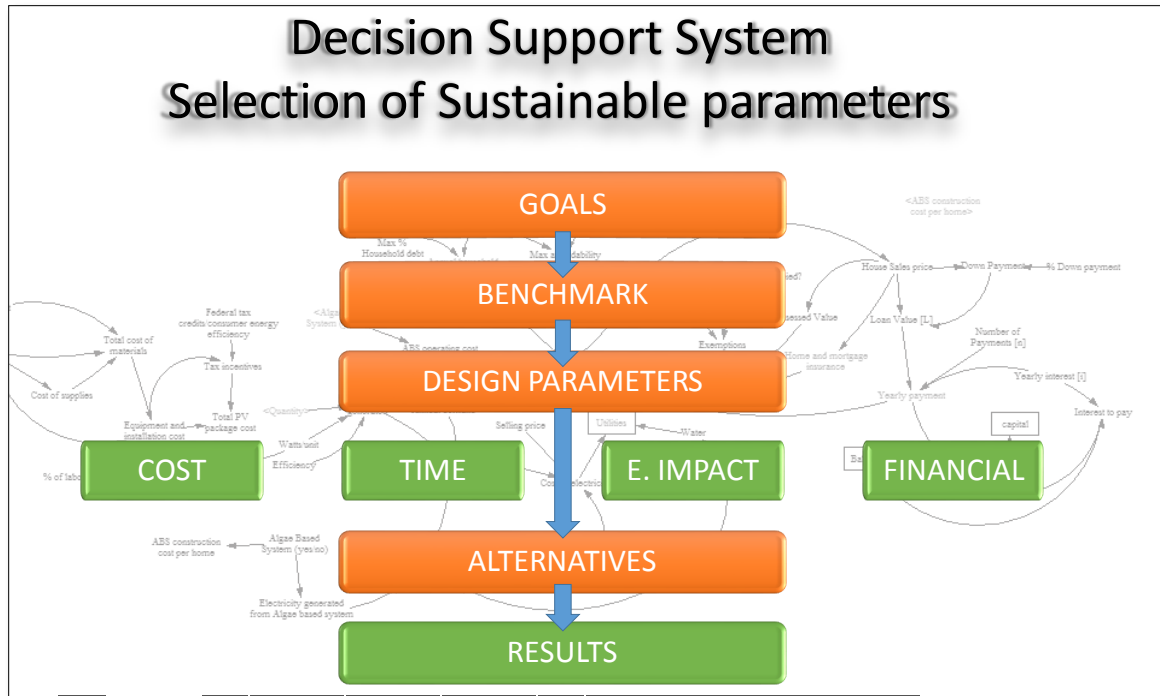 Decision Support System
Selection of Sustainable parameters
GOALS
<ABS construction
cost per home>
Max %
Household debt
House Sales price
Down Payment
% Down payment
BENCHMARK
Federal tax
credits/consumer energy
efficiency
Loan Value [L]
Total cost of
materials
Number of
Payments [n]
Exemptions
ABS operating cost
Home and mortgage
insurance
Tax incentives
DESIGN PARAMETERS
Yearly interest [i]
Cost of supplies
Yearly payment
<Quantity>
Total PV
package cost
Interest to pay
Equipment and
installation cost
Selling price
Utilities
capital
Water
Watts/unit
COST
TIME
E. IMPACT
FINANCIAL
Efficiency
ALTERNATIVES
ABS construction
cost per home
Algae Based
System (yes/no)
Electricity generated
from Algae based system
RESULTS